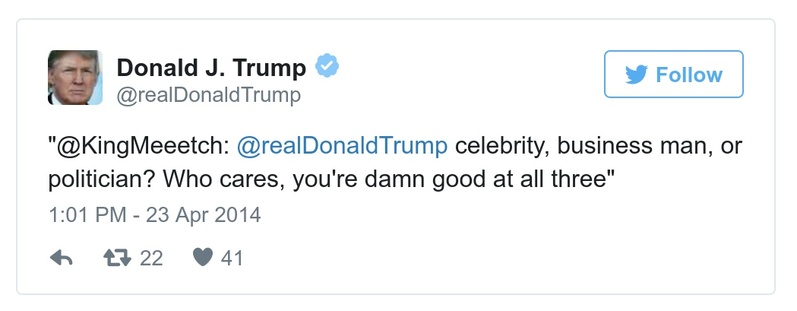 Donald J. Trump
@realDonaldTrump
Follow
"@KingMeeetch: @realDonaldTrump celebrity, business man, or
politician? Who cares, you're damn good at all three"
1:01 PM - 23 Apr 2014
22 41